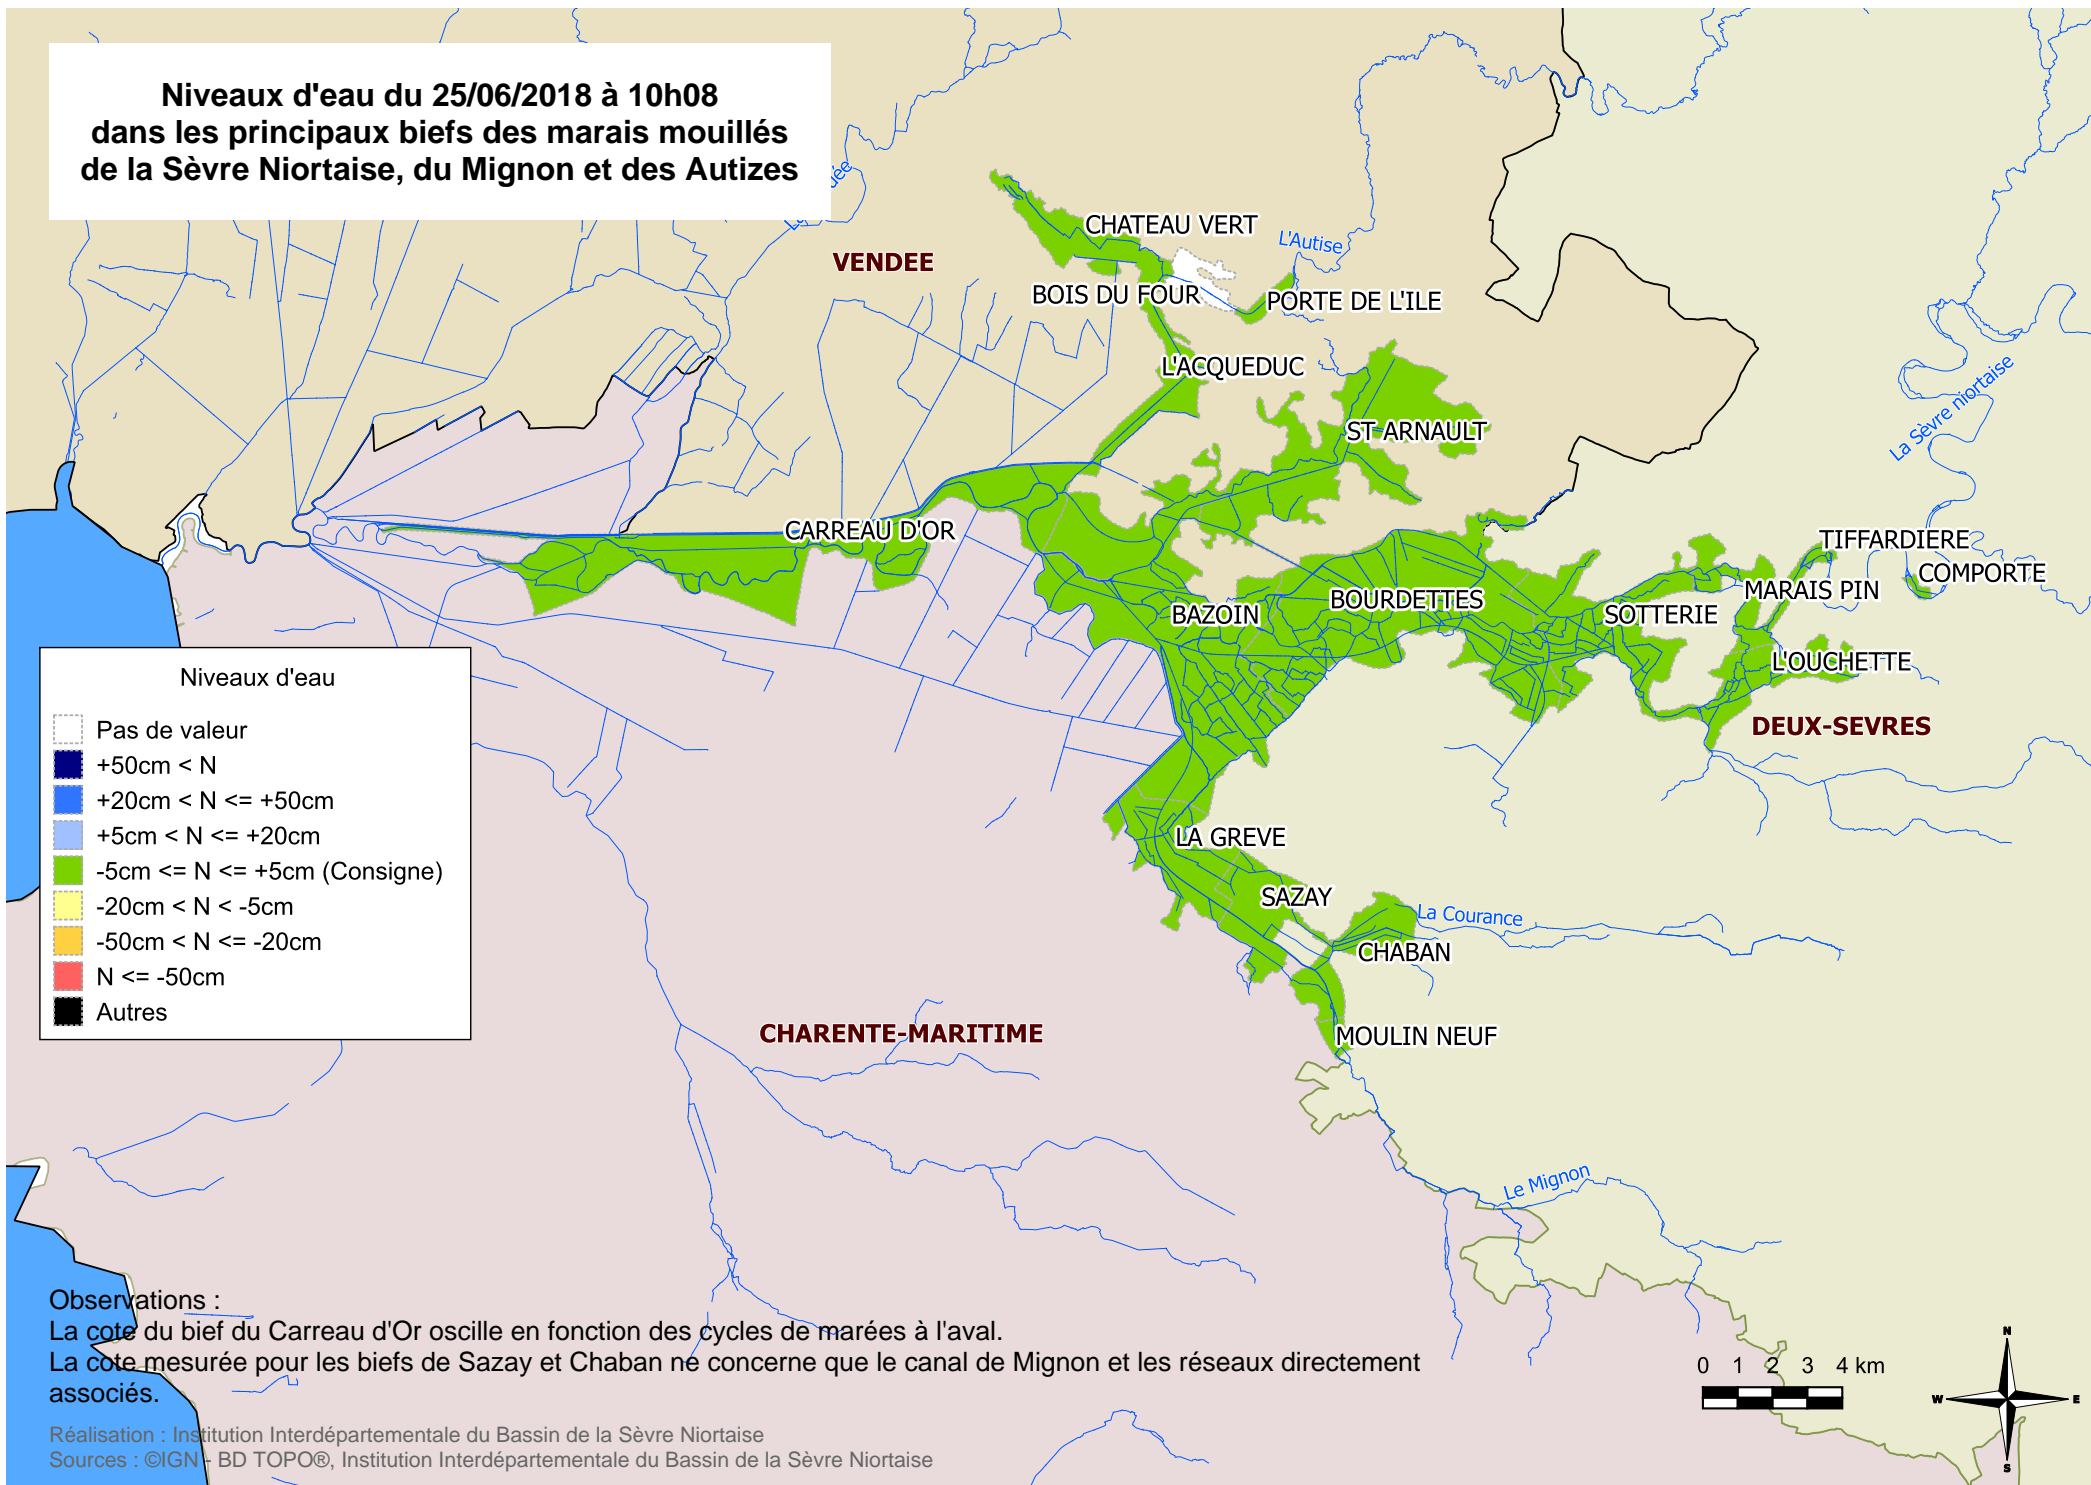 Niveaux d'eau du 25/06/2018 à 10h08
dans les principaux biefs des marais mouillés
de la Sèvre Niortaise, du Mignon et des Autizes
CHATEAU VERT
L'Autise
VENDEE
BOIS DU FOUR
PORTE DE L'ILE
L'ACQUEDUC
La Sèvre niortaise
ST ARNAULT
CARREAU D'OR
TIFFARDIERE
COMPORTE
MARAIS PIN
BOURDETTES
BAZOIN
SOTTERIE
L'OUCHETTE
DEUX-SEVRES
Niveaux d'eau
Pas de valeur
+50cm < N
+20cm < N <= +50cm
+5cm < N <= +20cm
-5cm <= N <= +5cm (Consigne)
-20cm < N < -5cm
-50cm < N <= -20cm
N <= -50cm
Autres
LA GREVE
SAZAY
La Courance
CHABAN
CHARENTE-MARITIME
MOULIN NEUF
Le Mignon
Observations :
La cote du bief du Carreau d'Or oscille en fonction des cycles de marées à l'aval.
La cote mesurée pour les biefs de Sazay et Chaban ne concerne que le canal de Mignon et les réseaux directement
associés.
0 1 2 3 4 km
N
W
E
S
Réalisation : Institution Interdépartementale du Bassin de la Sèvre Niortaise
Sources : ©IGN - BD TOPO®, Institution Interdépartementale du Bassin de la Sèvre Niortaise